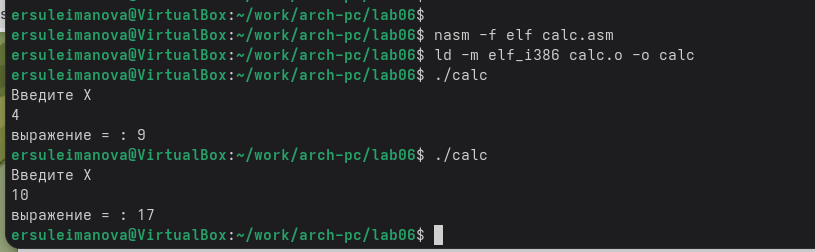 ersuleimanova@VirtualBox:~/work/arch-pc/lab06$
ersuleimanova@VirtualBox:~/work/arch-pc/lab06$ nasm -f elf calc.asm
ersuleimanova@VirtualBox:~/work/arch-pc/lab06$ ld -m elf_i386 calc.o -o calc
ersuleimanova@VirtualBox:~/work/arch-pc/lab06$ ./calc
Введите X
4
выражение = : 9
ersuleimanova@VirtualBox:~/work/arch-pc/lab06$ ./calc
Введите X
10
выражение = : 17
ersuleimanova@VirtualBox:~/work/arch-pc/lab06$